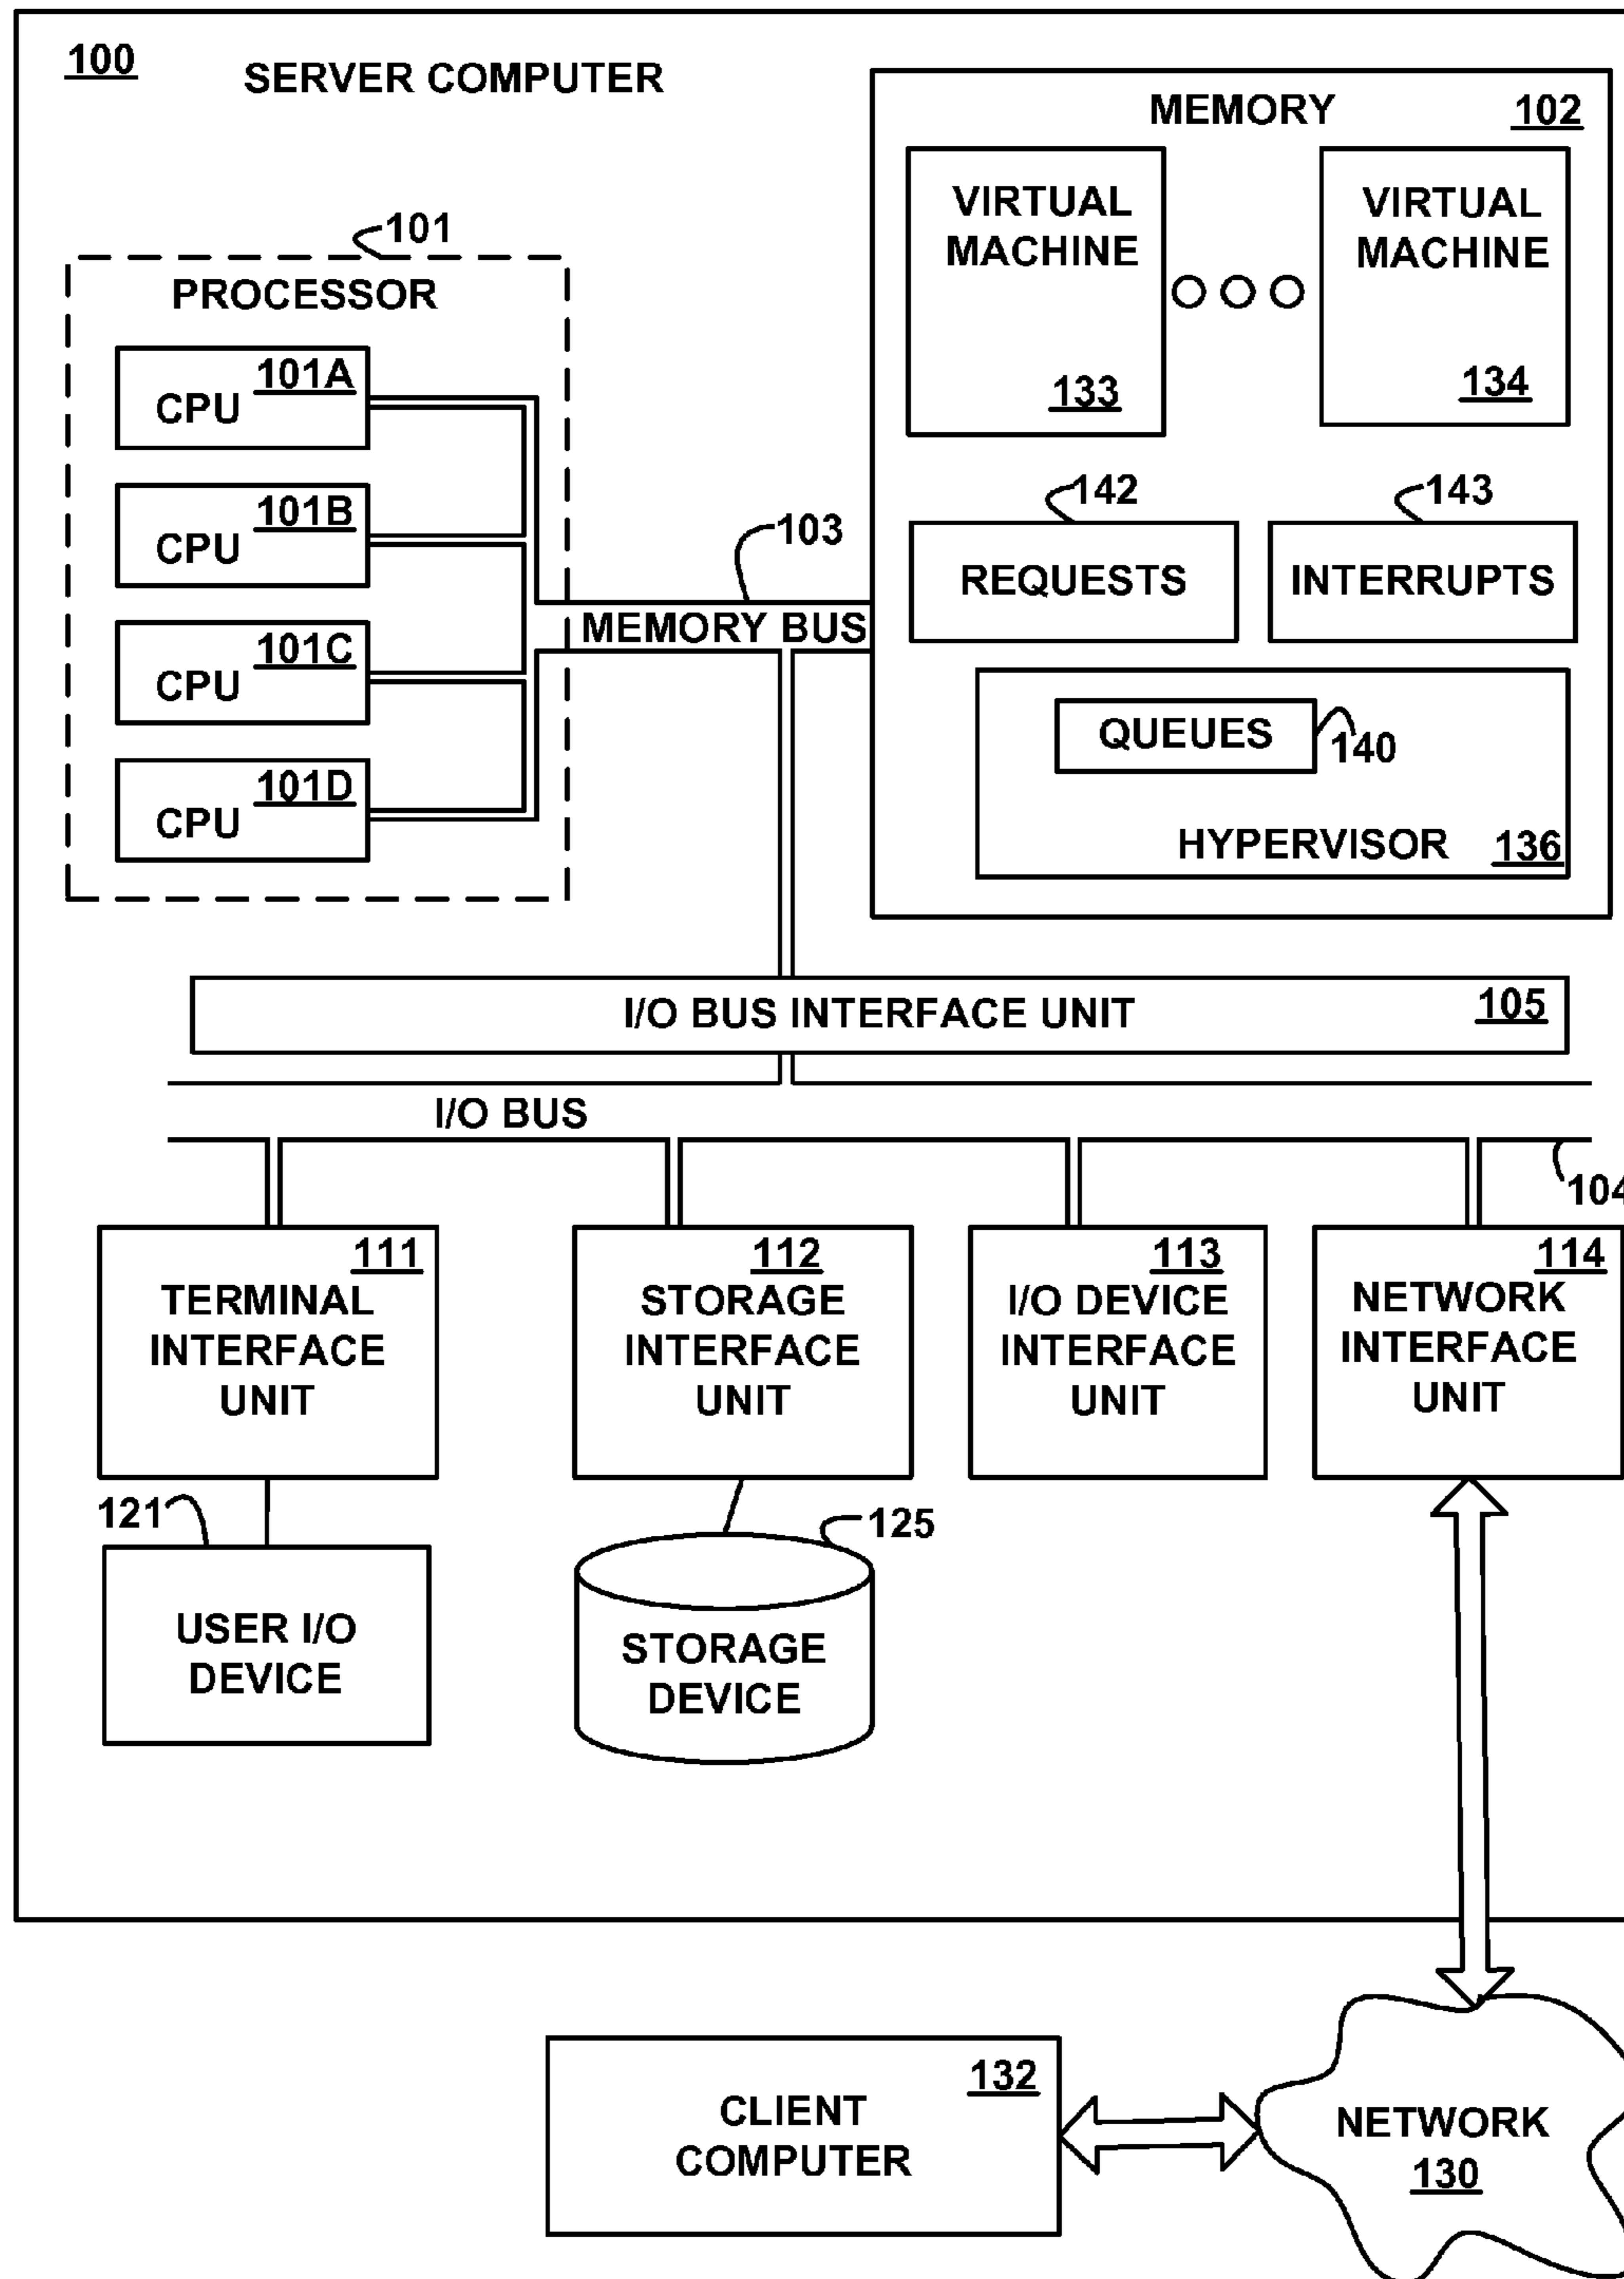 100
SERVER COMPUTER
MEMORY
102
VIRTUAL
MACHINE
133
VIRTUAL
MACHINE
134
101
PROCESSOR
101A
CPU
101B
CPU
101C
CPU
101D
CPU
103
MEMORY BUS
142
REQUESTS
143
INTERRUPTS
QUEUES
140
HYPERVISOR
136
I/O BUS INTERFACE UNIT
105
I/O BUS
104
111
TERMINAL
INTERFACE
UNIT
112
STORAGE
INTERFACE
UNIT
113
I/O DEVICE
INTERFACE
UNIT
114
NETWORK
INTERFACE
UNIT
121
USER I/O
DEVICE
125
STORAGE
DEVICE
132
CLIENT
COMPUTER
NETWORK
130